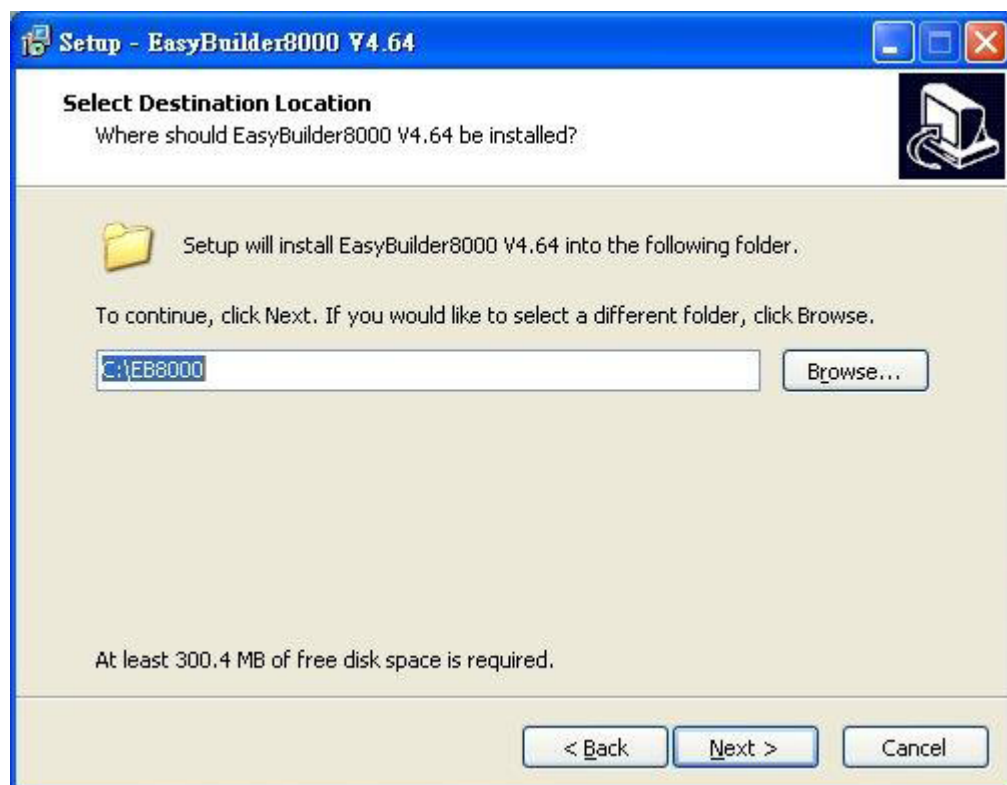 Setup - EasyBuilder8000 V4.64
Select Destination Location
Where should EasyBuilder8000 V4.64 be installed?
Setup will install EasyBuilder8000 V4.64 into the following folder.
To continue, click Next. If you would like to select a different folder, click Browse.
C:\EB8000
Browse...
At least 300.4 MB of free disk space is required.
< Back Next > Cancel